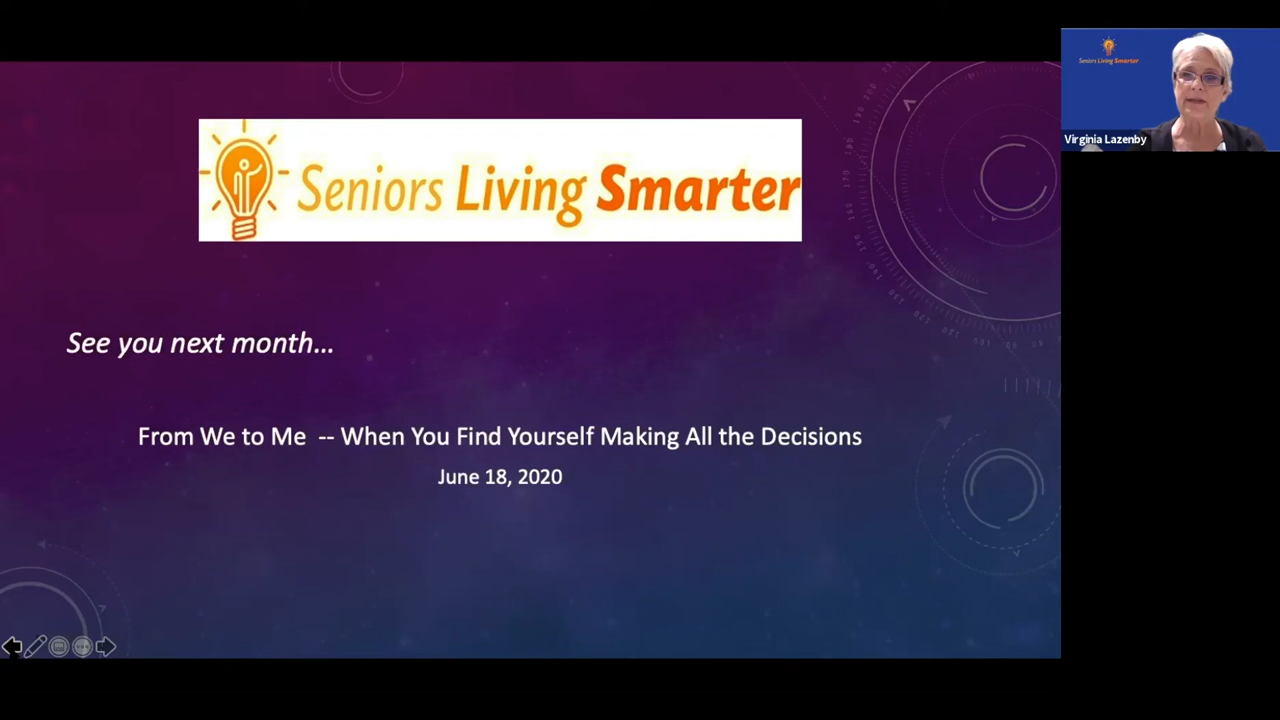 Seniors Living Smarter
See you next month...
From We to Me -- When You Find Yourself Making All the Decisions
June 18, 2020
Seniors Living Smarter
Virginia Lazenby